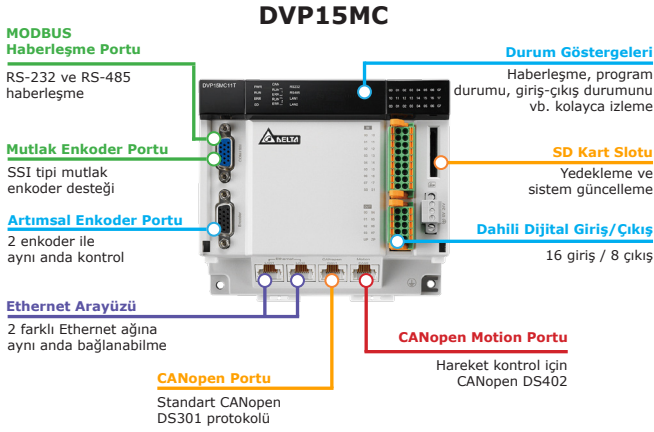 DVP15MC
MODBUS
Haberleşme Portu
RS-232 ve RS-485
haberleşme
Mutlak Enkoder Portu
SSI tipi mutlak
enkoder desteği
Artımsal Enkoder Portu
2 enkoder ile
aynı anda kontrol
Ethernet Arayüzü
2 farklı Ethernet ağına
aynı anda bağlanabilme
CANopen Portu
Standart CANopen
DS301 protokolü
Durum Göstergeleri
Haberleşme, program
durumu, giriş-çıkış durumunu
vb. kolayca izleme
SD Kart Slotu
Yedekleme ve
sistem güncelleme
Dahili Dijital Giriş/Çıkış
16 giriş / 8 çıkış
CANopen Motion Portu
Hareket kontrol için
CANopen DS402
DVP15MC11T
DELTA
Encoder